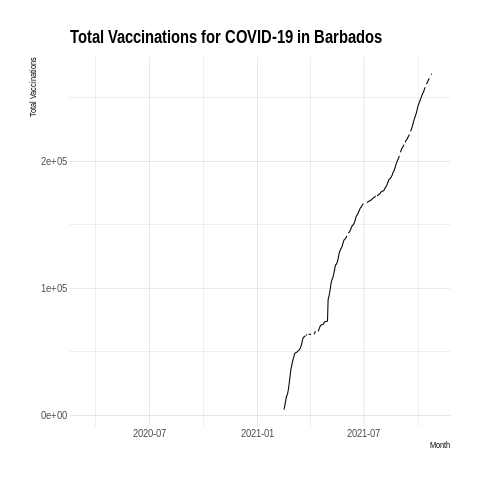 Total Vaccinations for COVID-19 in Barbados
Total Vaccinations
2e+05
1e+05
0e+00
2020-07 2021-01 2021-07
Month